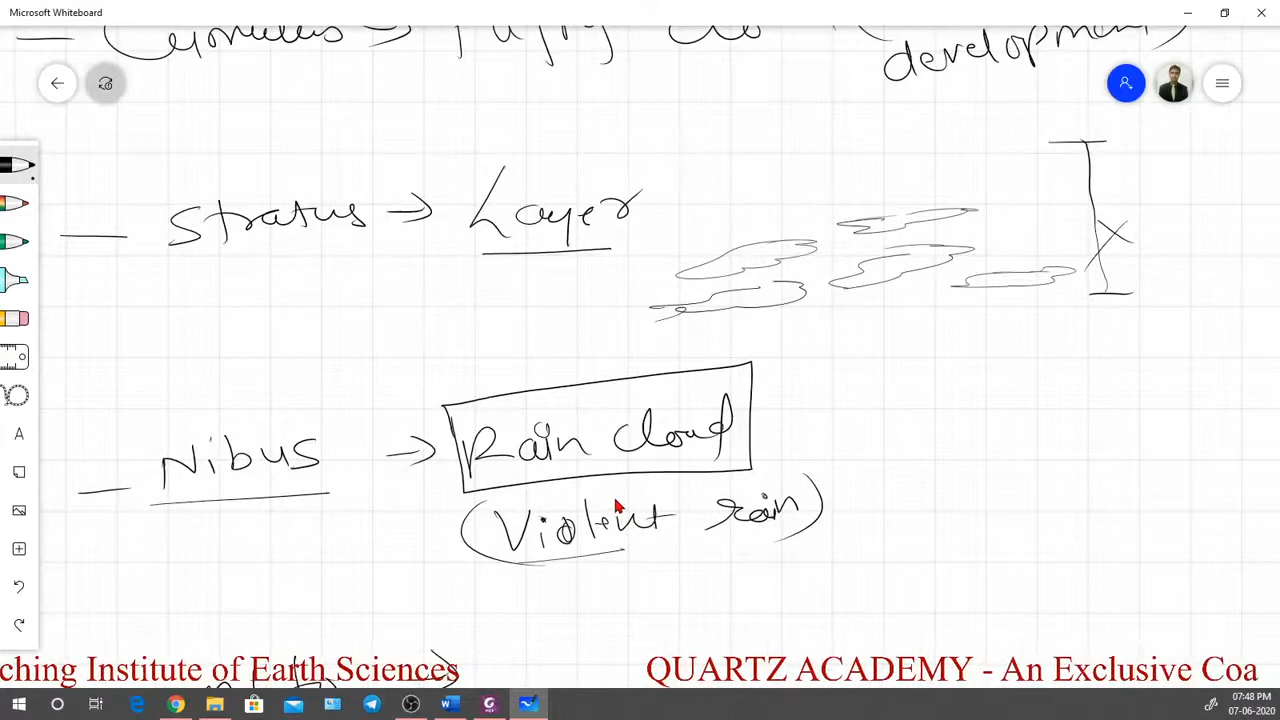 Microsoft Whiteboard
— Cumulus →
development)
— Stratus → Layer
— Nibus → Rain cloud
(Violent rain)
ching Institute of Earth Sciences QUARTZ ACADEMY - An Exclusive Coa
07:48 PM
07-06-2020